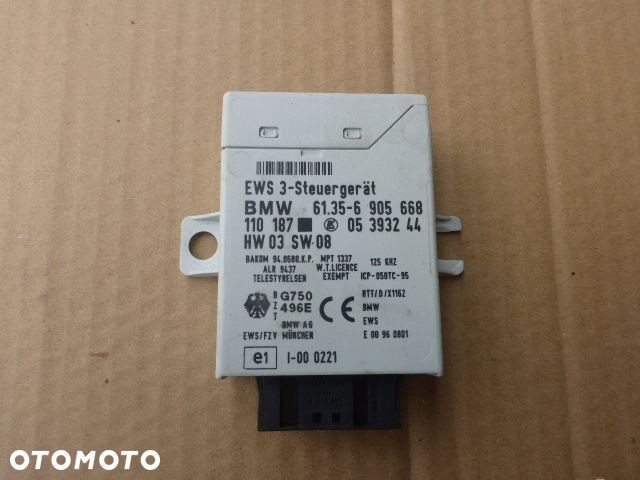 EWS 3-Steuergerät
BMW 61.35-6 905 668
110 187 LK 05 3932 44
HW 03 SW 08
BAKOM 94.0580.K.P. MPT 1337 125 KHZ
ALR 9437 W.T.LICENCE
TELESTYRELSEN EXEMPT ICP-050TC-95
BZT G750 496E CE
RTT/D/X1162
BMW
EWS
BMW AG
EWS/FZV MÜNCHEN
E 00 96 0801
e1 I-00 0221
OTOMOTO